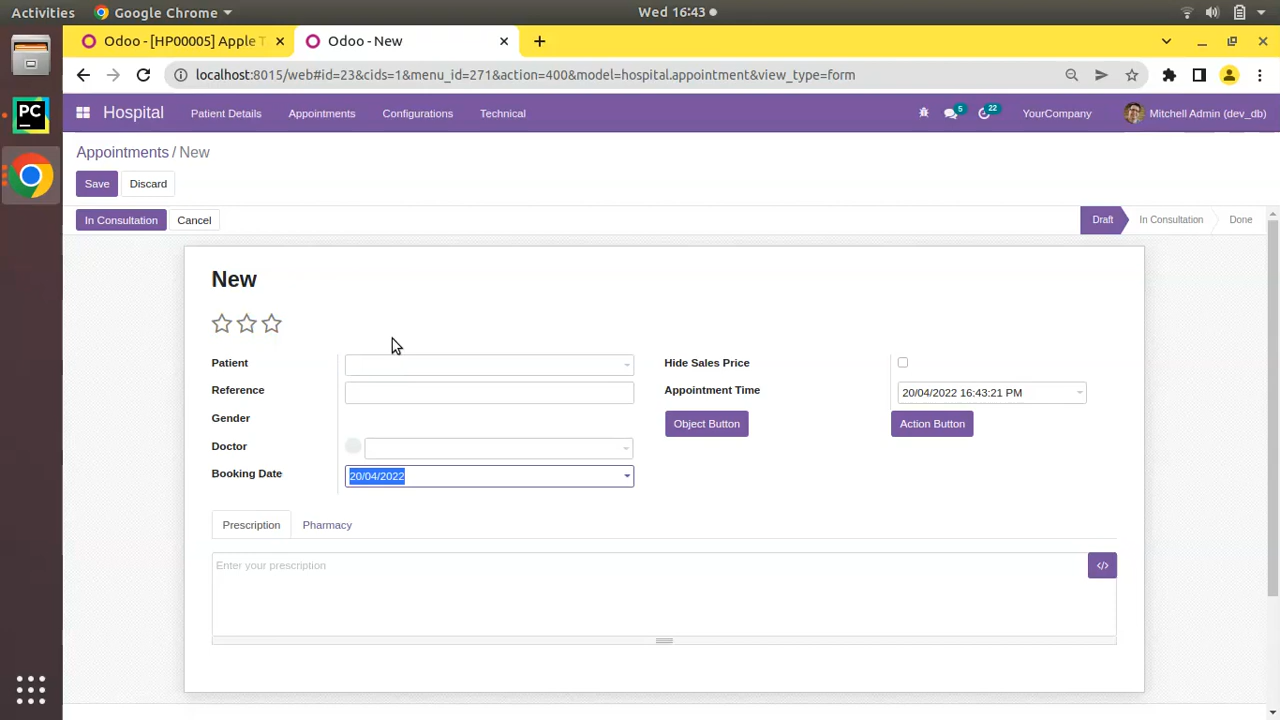 Activities Google Chrome Wed 16:43
Odoo - [HP00005] Apple T Odoo - New
localhost:8015/web#id=23&cids=1&menu_id=271&action=400&model=hospital.appointment&view_type=form
Hospital Patient Details Appointments Configurations Technical 5 22 YourCompany Mitchell Admin (dev_db)
Appointments / New
Save Discard
In Consultation Cancel Draft In Consultation Done
New
Patient Hide Sales Price
Reference Appointment Time 20/04/2022 16:43:21 PM
Gender Object Button Action Button
Doctor
Booking Date 20/04/2022
Prescription Pharmacy
Enter your prescription </>
PC